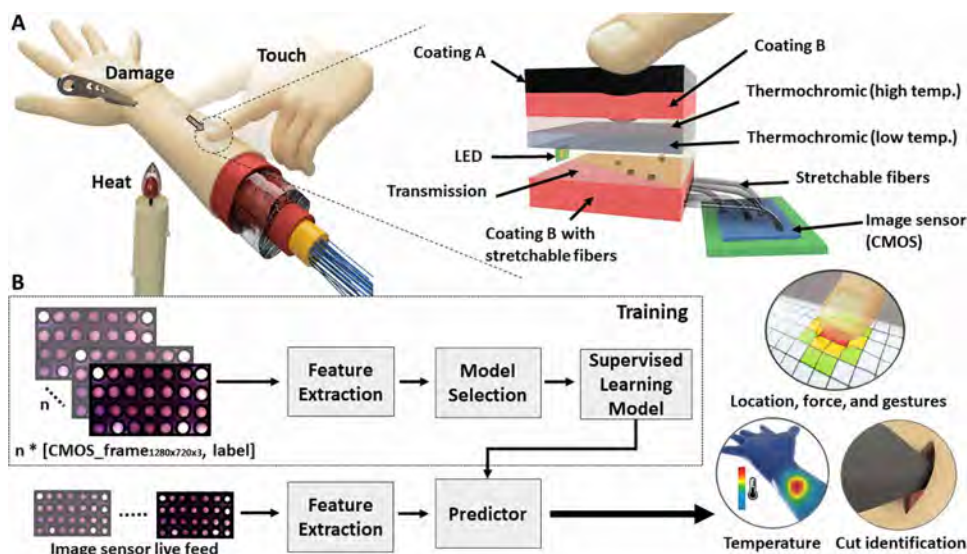 A
Damage
Touch
Heat
Coating A
Coating B
Thermochromic (high temp.)
Thermochromic (low temp.)
LED
Transmission
Stretchable fibers
Coating B with
stretchable fibers
Image sensor
(CMOS)
B
Training
n
Feature
Extraction
Model
Selection
Supervised
Learning
Model
n * [CMOS_frame1280x720x3, label]
Location, force, and gestures
Feature
Extraction
Predictor
Image sensor live feed
Temperature
Cut identification